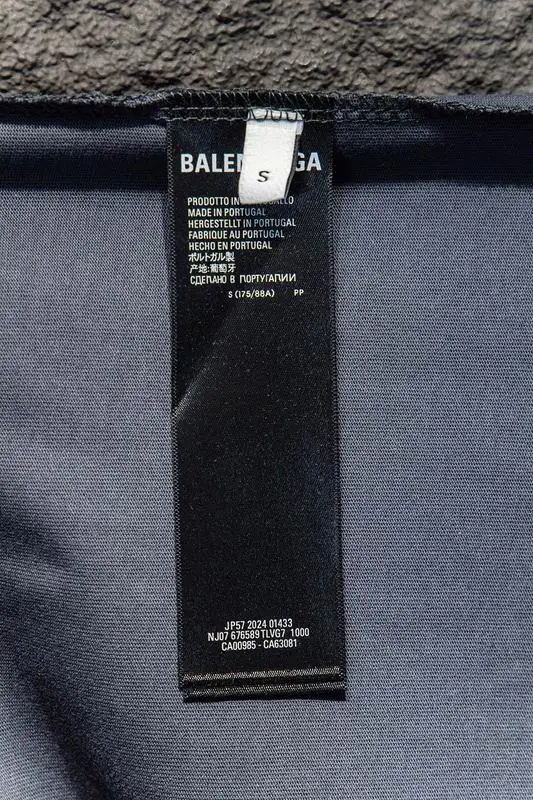 S
PRODOTTO IN
MADE IN PORTUGAL
HERGESTELLT IN PORTUGAL
FABRIQUE AU PORTUGAL
HECHO EN PORTUGAL
ポルトガル製
产地:葡萄牙
СДЕЛАНО В ПОРТУГАЛИИ
S (175/88A) PP
JP57 2024 01433
NJ07 676589 TLVG7 1000
CA00985 - CA63081